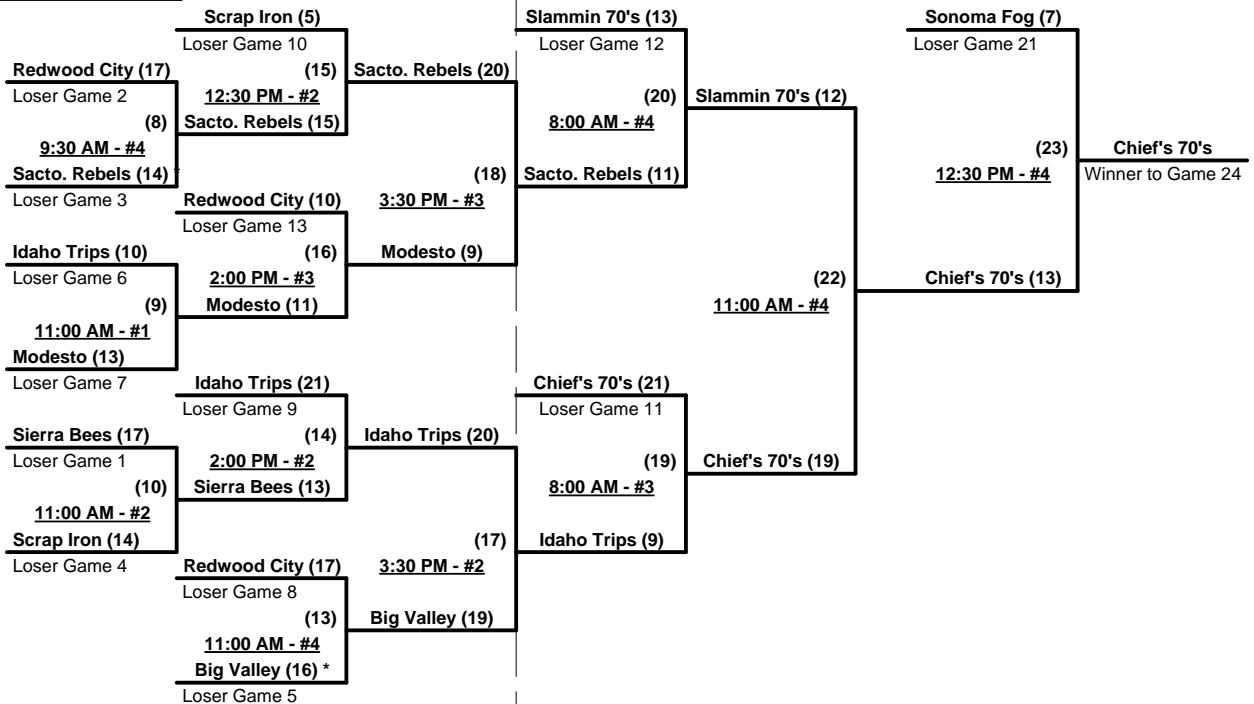 Scrap Iron (5)
Slammin 70's (13)
Sonoma Fog (7)
Loser Game 10
Loser Game 12
Loser Game 21
Redwood City (17)
(15)
Sacto. Rebels (20)
Loser Game 2
12:30 PM - #2
(20)
Slammin 70's (12)
(8)
Sacto. Rebels (15)
8:00 AM - #4
9:30 AM - #4
(23)
Chief's 70's
Sacto. Rebels (14) *
(18)
Sacto. Rebels (11)
12:30 PM - #4
Winner to Game 24
Loser Game 3
Redwood City (10)
3:30 PM - #3
Loser Game 13
Idaho Trips (10)
(16)
Modesto (9)
Loser Game 6
2:00 PM - #3
(22)
Chief's 70's (13)
(9)
Modesto (11)
11:00 AM - #4
11:00 AM - #1
Modesto (13)
Loser Game 7
Idaho Trips (21)
Chief's 70's (21)
Loser Game 9
Loser Game 11
Sierra Bees (17)
(14)
Idaho Trips (20)
Loser Game 1
2:00 PM - #2
(19)
Chief's 70's (19)
(10)
Sierra Bees (13)
8:00 AM - #3
11:00 AM - #2
Scrap Iron (14)
(17)
Idaho Trips (9)
Loser Game 4
Redwood City (17)
3:30 PM - #2
Loser Game 8
(13)
Big Valley (19)
11:00 AM - #4
Big Valley (16) *
Loser Game 5